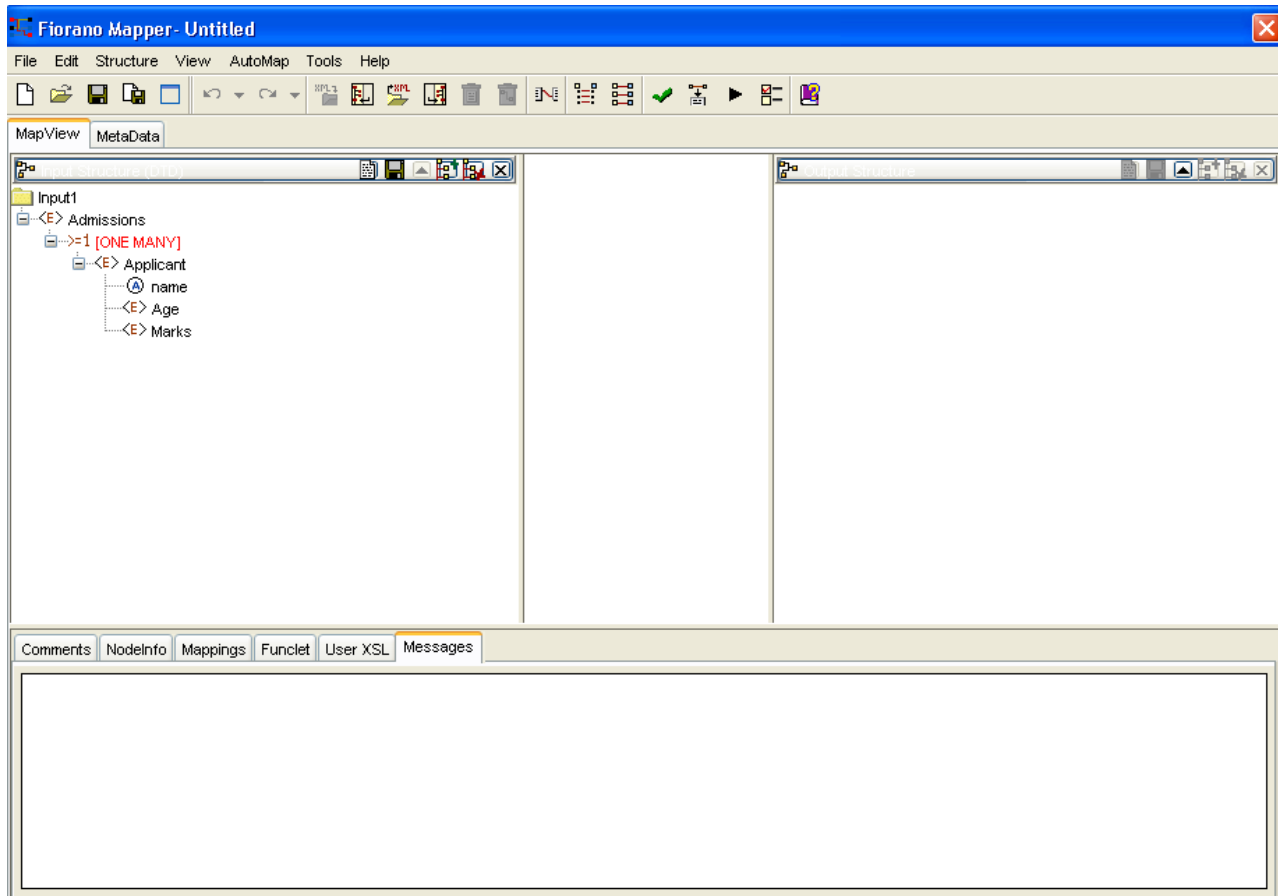 Fiorano Mapper- Untitled
File Edit Structure View AutoMap Tools Help
MapView MetaData
Input Structure (DTD)
Output Structure
Input1
<E> Admissions
>=1 [ONE MANY]
<E> Applicant
A name
<E> Age
<E> Marks
Comments NodeInfo Mappings Funclet User XSL Messages